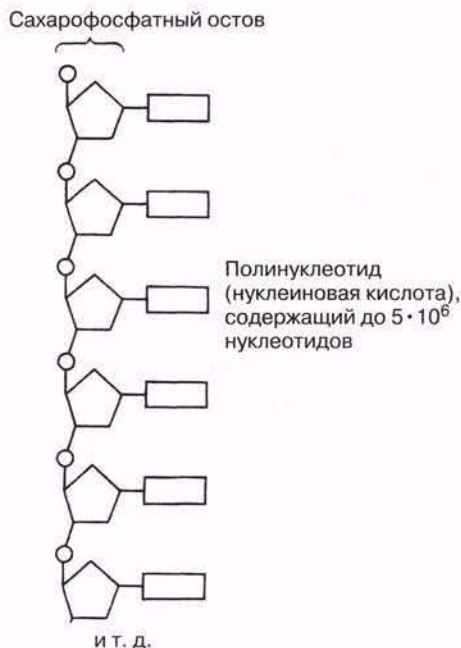 Сахарофосфатный остов
Полинуклеотид
(нуклеиновая кислота),
содержащий до 5·10⁶
нуклеотидов
и т. д.